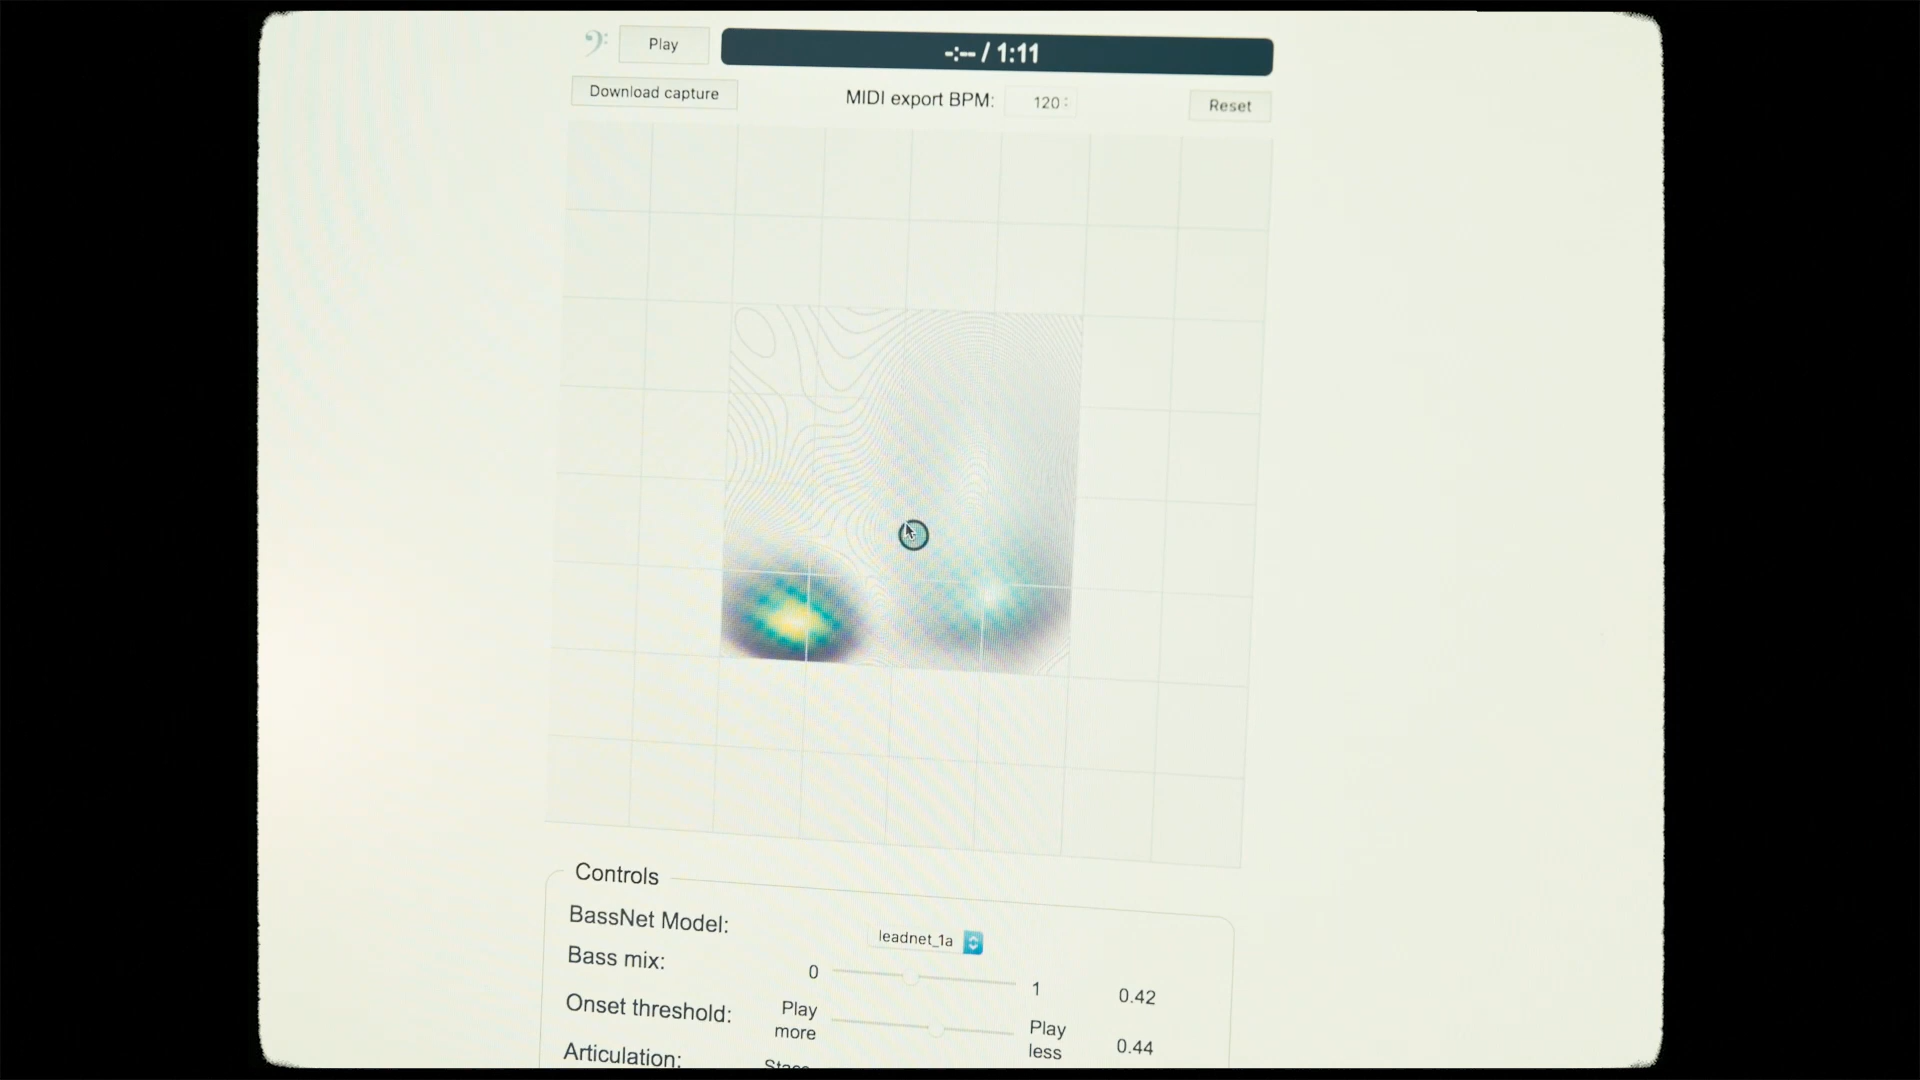 Play
-:-- / 1:11
Download capture
MIDI export BPM:
120
Reset
Controls
BassNet Model:
leadnet_1a
Bass mix:
0
1
0.42
Onset threshold:
Play
more
Play
less
0.44
Articulation: